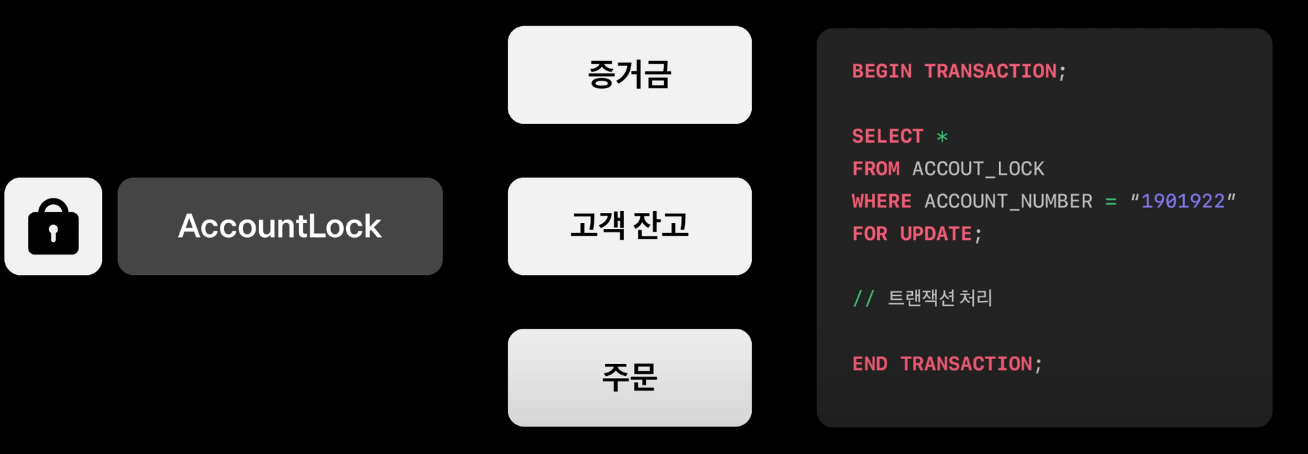 AccountLock
증거금
고객 잔고
주문
BEGIN TRANSACTION;
SELECT *
FROM ACCOUT_LOCK
WHERE ACCOUNT_NUMBER = “1901922”
FOR UPDATE;
// 트랜잭션 처리
END TRANSACTION;